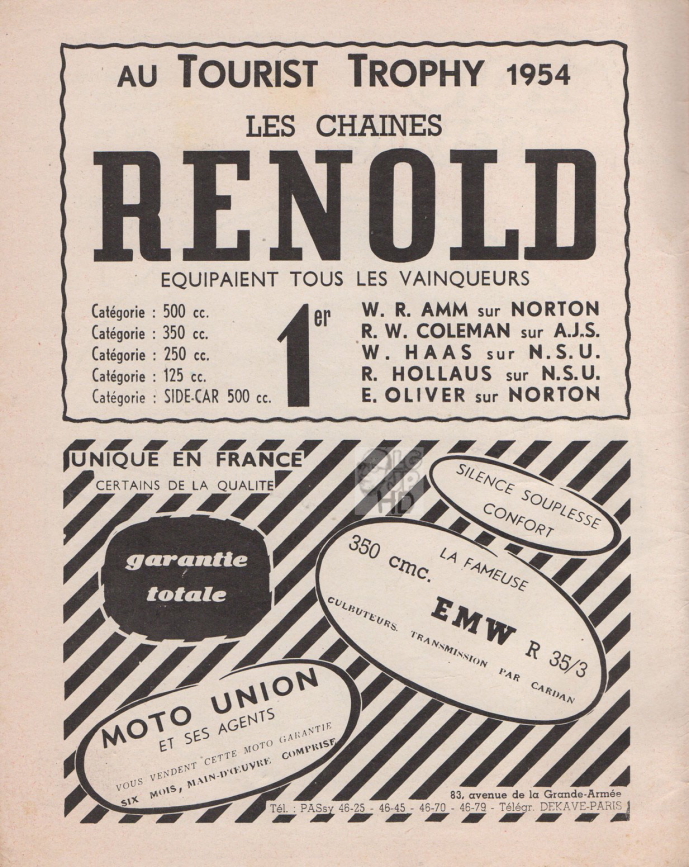 AU TOURIST TROPHY 1954
LES CHAINES
RENOLD
EQUIPAIENT TOUS LES VAINQUEURS
Catégorie : 500 cc.
Catégorie : 350 cc.
Catégorie : 250 cc.
Catégorie : 125 cc.
Catégorie : SIDE-CAR 500 cc.
1er
W. R. AMM sur NORTON
R. W. COLEMAN sur A.J.S.
W. HAAS sur N.S.U.
R. HOLLAUS sur N.S.U.
E. OLIVER sur NORTON
UNIQUE EN FRANCE
CERTAINS DE LA QUALITE
garantie
totale
SILENCE SOUPLESSE
CONFORT
350 cmc. LA FAMEUSE
EMW R 35/3
CULBUTEURS. TRANSMISSION PAR CARDAN
MOTO UNION
ET SES AGENTS
VOUS VENDENT CETTE MOTO GARANTIE
SIX MOIS, MAIN-D'ŒUVRE COMPRISE
83, avenue de la Grande-Armée
Tél. : PASsy 46-25 - 46-45 - 46-70 - 46-79 - Télégr. DEKAVE-PARIS